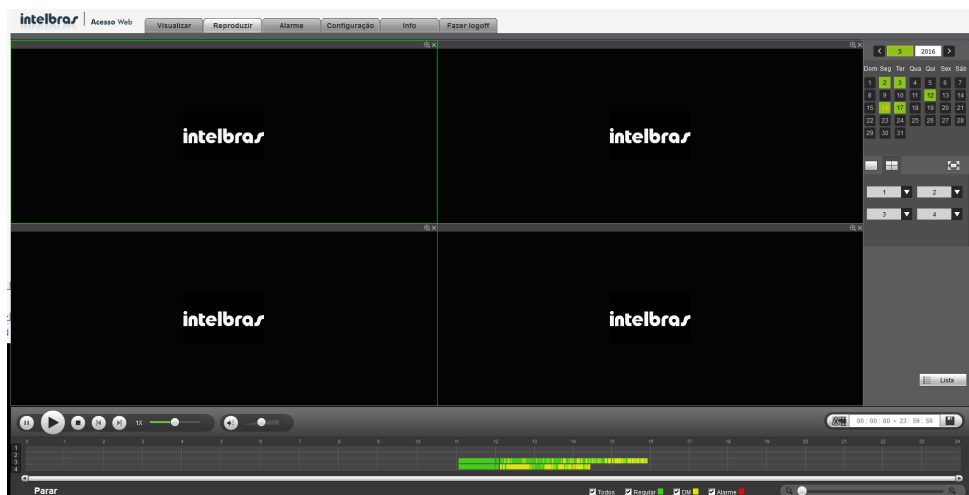 intelbras Acesso Web Visualizar Reproduzir Alarme Configuração Info Fazer logoff
5 2016
Dom Seg Ter Qua Qui Sex Sáb
1 2 3 4 5 6 7
8 9 10 11 12 13 14
15 16 17 18 19 20 21
22 23 24 25 26 27 28
29 30 31
intelbras
intelbras
1 2
3 4
intelbras
intelbras
Lista
1X
00 : 00 : 00 ~ 23 : 59 : 59
0 1 2 3 4 5 6 7 8 9 10 11 12 13 14 15 16 17 18 19 20 21 22 23 24
1
2
3
4
Parar
Todos Regular DM Alarme